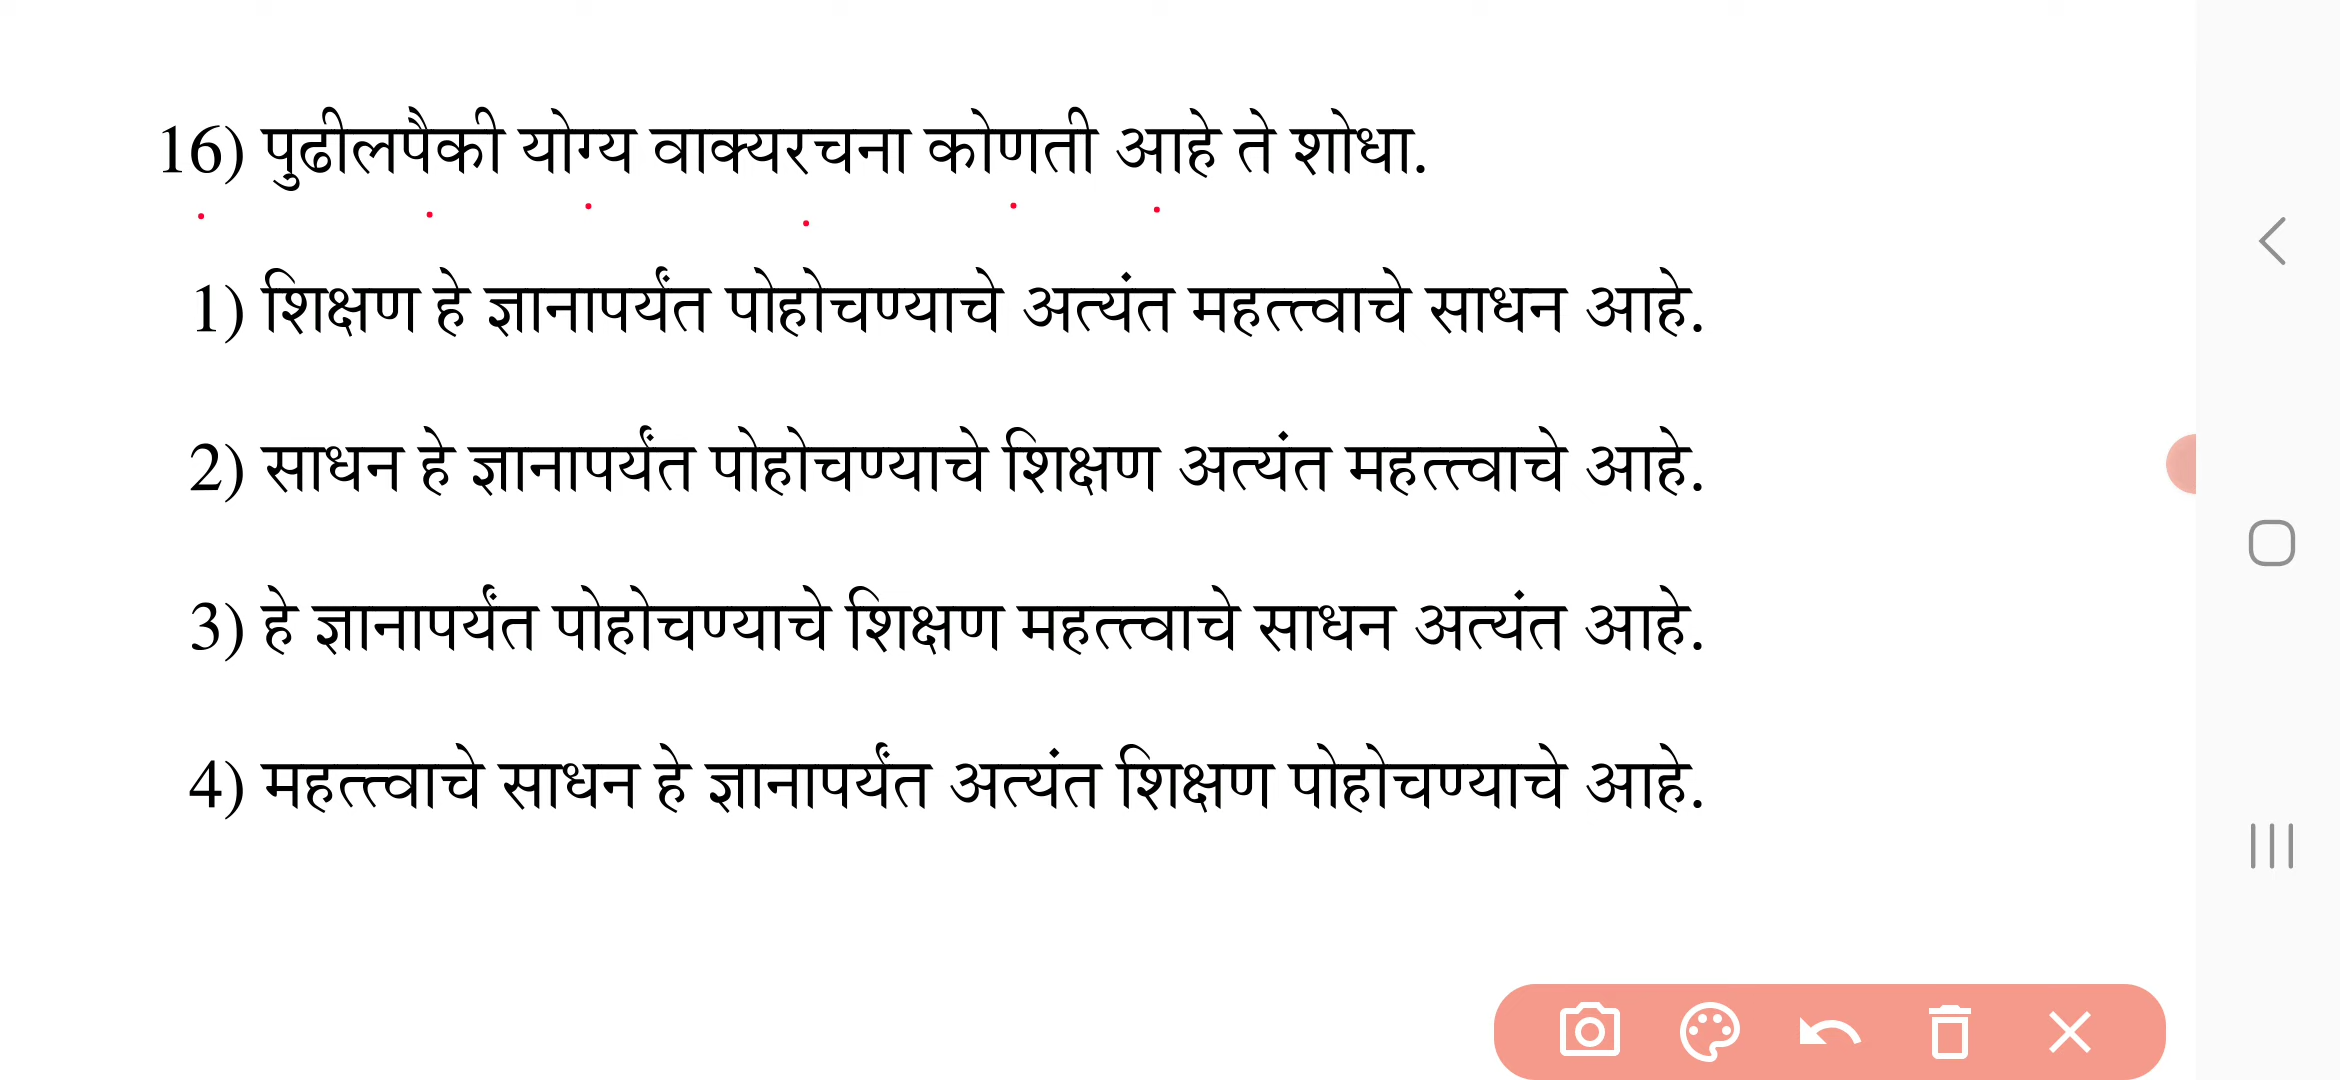 16) पुढीलपैकी योग्य वाक्यरचना कोणती आहे ते शोधा.
1) शिक्षण हे ज्ञानापर्यंत पोहोचण्याचे अत्यंत महत्त्वाचे साधन आहे.
2) साधन हे ज्ञानापर्यंत पोहोचण्याचे शिक्षण अत्यंत महत्त्वाचे आहे.
3) हे ज्ञानापर्यंत पोहोचण्याचे शिक्षण महत्त्वाचे साधन अत्यंत आहे.
4) महत्त्वाचे साधन हे ज्ञानापर्यंत अत्यंत शिक्षण पोहोचण्याचे आहे.